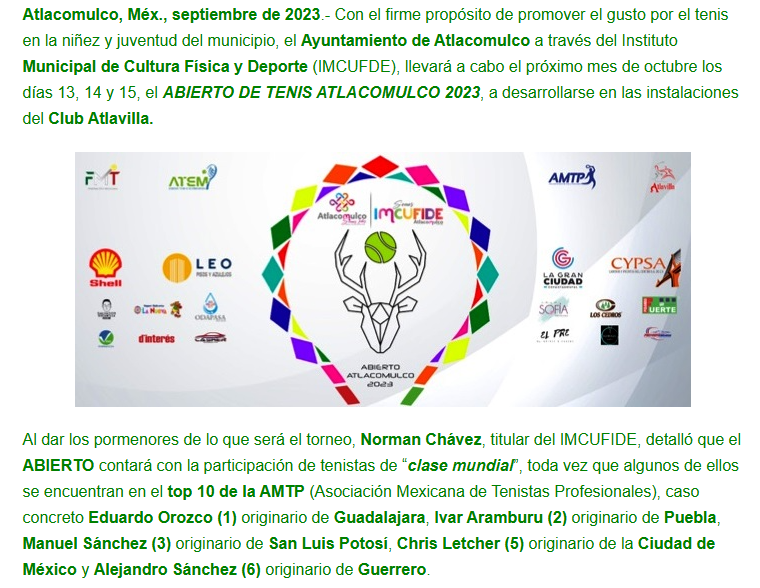 Atlacomulco, Méx., septiembre de 2023.- Con el firme propósito de promover el gusto por el tenis
en la niñez y juventud del municipio, el Ayuntamiento de Atlacomulco a través del Instituto
Municipal de Cultura Física y Deporte (IMCUFDE), llevará a cabo el próximo mes de octubre los
días 13, 14 y 15, el ABIERTO DE TENIS ATLACOMULCO 2023, a desarrollarse en las instalaciones
del Club Atlavilla.
FMT
ATEM
Atlacomulco
Somos
IMCUFIDE
Atlacomulco
AMTP
Atlavilla
Shell
LEO
PISOS Y AZULEJOS
LA GRAN
CIUDAD
CYPSA
La Nueva
ODAPASA
SOFÍA
LOS CEDROS
FUERTE
d'interés
EL PRE
ABIERTO
ATLACOMULCO
2023
Al dar los pormenores de lo que será el torneo, Norman Chávez, titular del IMCUFIDE, detalló que el
ABIERTO contará con la participación de tenistas de “clase mundial”, toda vez que algunos de ellos
se encuentran en el top 10 de la AMTP (Asociación Mexicana de Tenistas Profesionales), caso
concreto Eduardo Orozco (1) originario de Guadalajara, Ivar Aramburu (2) originario de Puebla,
Manuel Sánchez (3) originario de San Luis Potosí, Chris Letcher (5) originario de la Ciudad de
México y Alejandro Sánchez (6) originario de Guerrero.